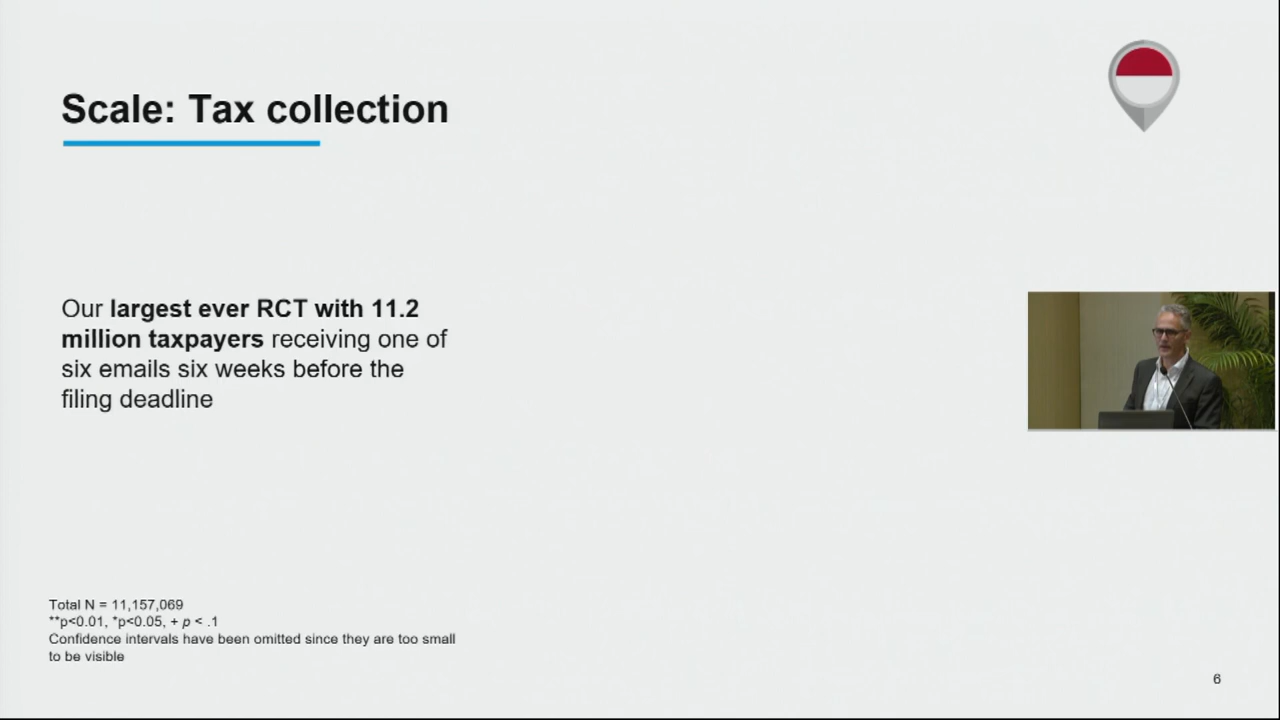 Scale: Tax collection
Our largest ever RCT with 11.2
million taxpayers receiving one of
six emails six weeks before the
filing deadline
Total N = 11,157,069
**p<0.01, *p<0.05, + p < .1
Confidence intervals have been omitted since they are too small
to be visible
6